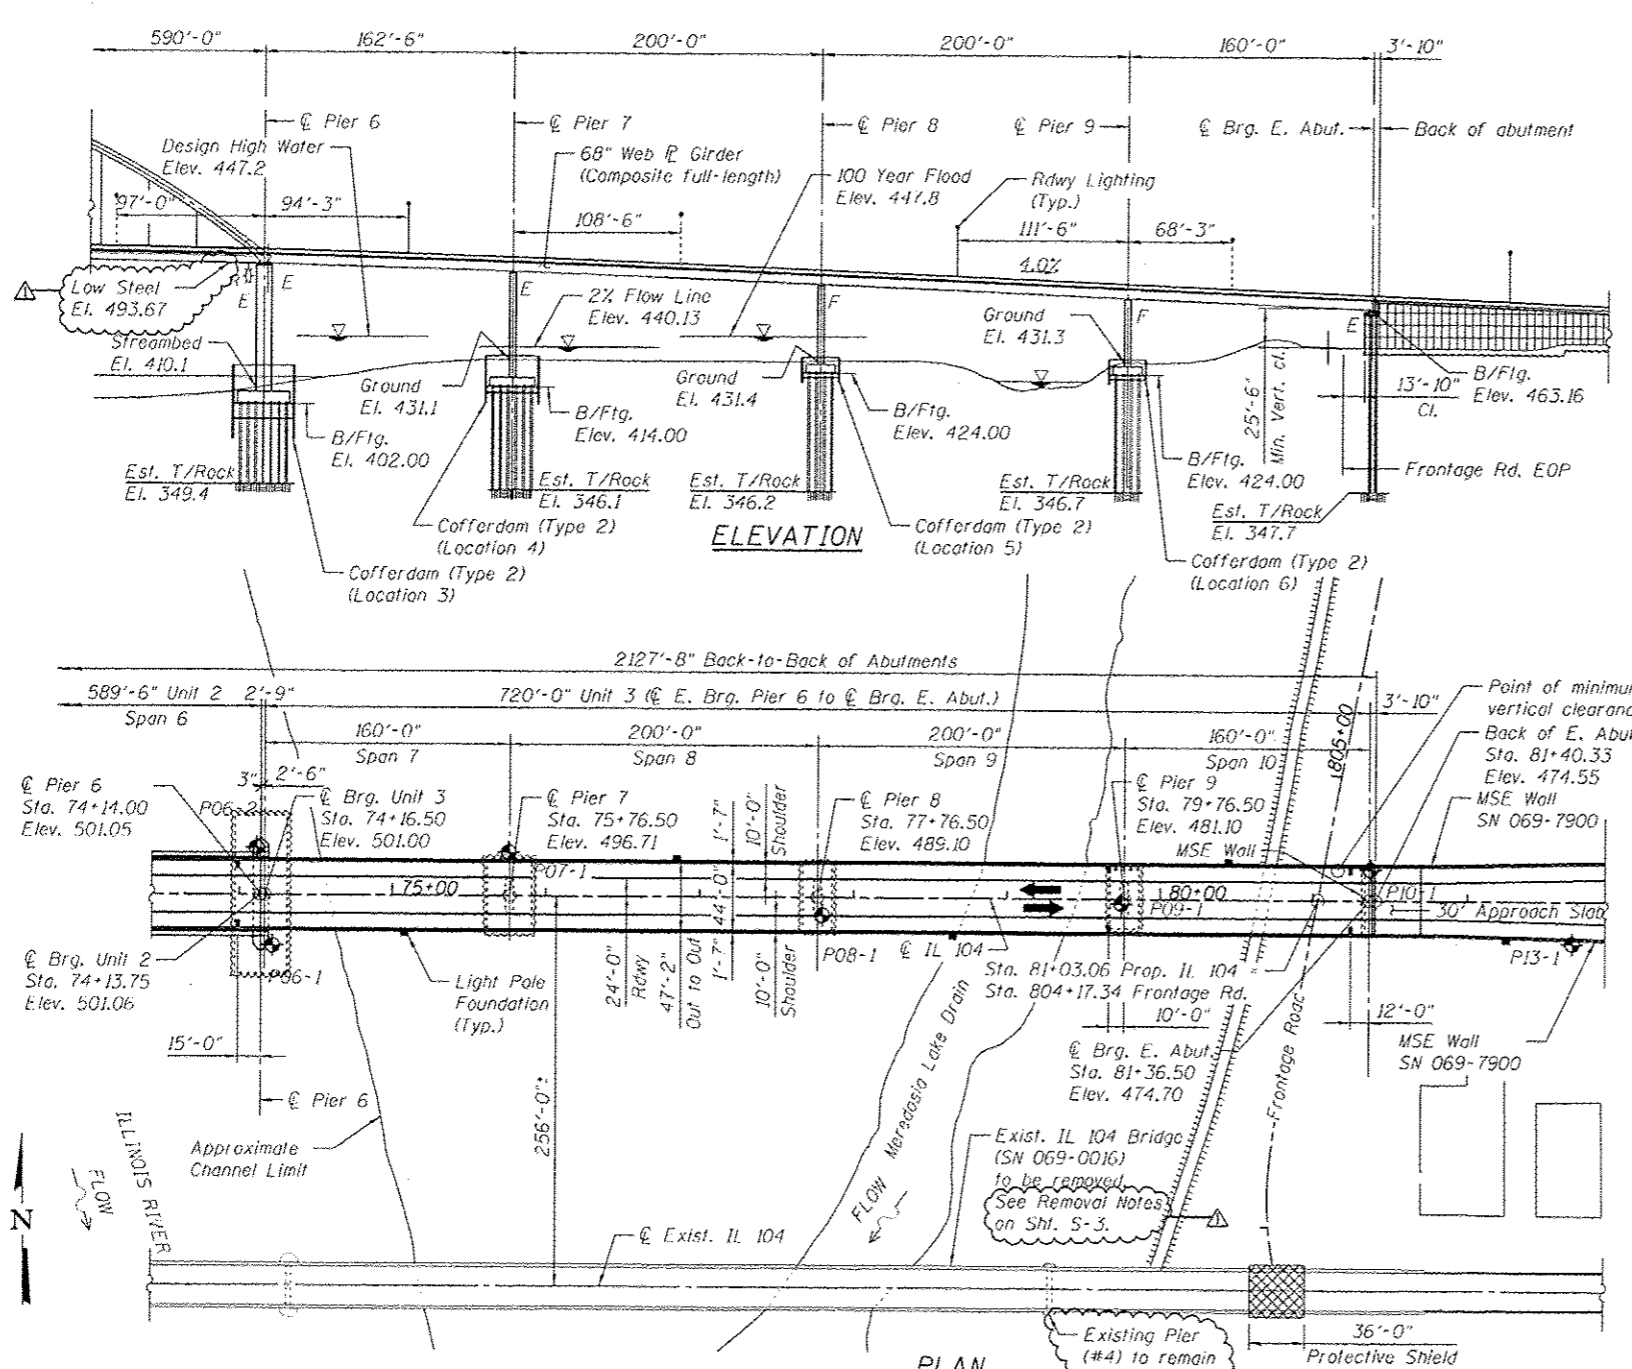 590'-0" 162'-6" 200'-0" 200'-0" 160'-0" 3'-10"
℄ Pier 6
℄ Pier 7
℄ Pier 8
℄ Pier 9
℄ Brg. E. Abut.
Back of abutment
Design High Water
Elev. 447.2
68" Web ℙ Girder
(Composite full-length)
100 Year Flood
Elev. 447.8
Rdwy Lighting
(Typ.)
97'-0" 94'-3" 108'-6" 111'-6" 68'-3"
4.0%
Low Steel
El. 493.67
1
E E E F F E
2% Flow Line
Elev. 440.13
Ground
El. 431.3
Streambed
El. 410.1
Ground
El. 431.1
Ground
El. 431.4
B/Ftg.
El. 402.00
B/Ftg.
Elev. 414.00
B/Ftg.
Elev. 424.00
B/Ftg.
Elev. 424.00
B/Ftg.
Elev. 463.16
25'-6"
Min. Vert. cl.
13'-10"
Cl.
Frontage Rd. EOP
Est. T/Rock
El. 349.4
Est. T/Rock
El. 346.1
Est. T/Rock
El. 346.2
Est. T/Rock
El. 346.7
Est. T/Rock
El. 347.7
Cofferdam (Type 2)
(Location 3)
Cofferdam (Type 2)
(Location 4)
Cofferdam (Type 2)
(Location 5)
Cofferdam (Type 2)
(Location 6)
ELEVATION
2127'-8" Back-to-Back of Abutments
589'-6" Unit 2 2'-9" 720'-0" Unit 3 (℄ E. Brg. Pier 6 to ℄ Brg. E. Abut.)
Span 6
3'-10"
160'-0" 200'-0" 200'-0" 160'-0"
Span 7 Span 8 Span 9 Span 10
805+00
Point of minimum
vertical clearance
Back of E. Abut.
Sta. 81+40.33
Elev. 474.55
MSE Wall
SN 069-7900
3" 2'-6"
℄ Pier 6
Sta. 74+14.00
Elev. 501.05
P06-2
℄ Brg. Unit 3
Sta. 74+16.50
Elev. 501.00
℄ Pier 7
Sta. 75+76.50
Elev. 496.71
℄ Pier 8
Sta. 77+76.50
Elev. 489.10
℄ Pier 9
Sta. 79+76.50
Elev. 481.10
MSE Wall
1'-7"
10'-0"
Shoulder
44'-0"
1'-7"
10'-0"
Shoulder
24'-0"
Rdwy
47'-2"
Out to Out
75+00
P07-1
80+00
P09-1
P10-1
30' Approach Slab
℄ Brg. Unit 2
Sta. 74+13.75
Elev. 501.06
P06-1
Light Pole
Foundation
(Typ.)
P08-1
℄ IL 104
Sta. 81+03.06 Prop. IL 104 =
Sta. 804+17.34 Frontage Rd.
P13-1
15'-0"
10'-0"
12'-0"
MSE Wall
SN 069-7900
℄ Brg. E. Abut.
Sta. 81+36.50
Elev. 474.70
℄ Pier 6
256'-0"±
Meredosia Lake Drain
FLOW
Frontage Road
Approximate
Channel Limit
ILLINOIS RIVER
FLOW
N
Exist. IL 104 Bridge
(SN 069-0016)
to be removed.
See Removal Notes
on Sht. S-3.
1
℄ Exist. IL 104
Existing Pier
(#4) to remain
36'-0"
Protective Shield
PLAN